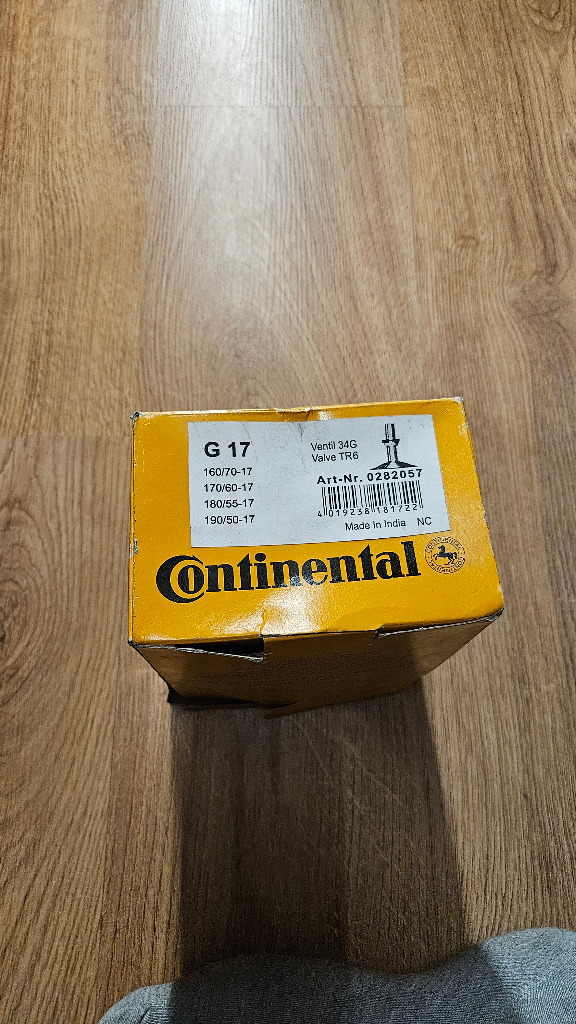 G 17
160/70-17
170/60-17
180/55-17
190/50-17
Ventil 34G
Valve TR6
Art-Nr. 0282057
4 019238 181722
Made in India NC
Continental